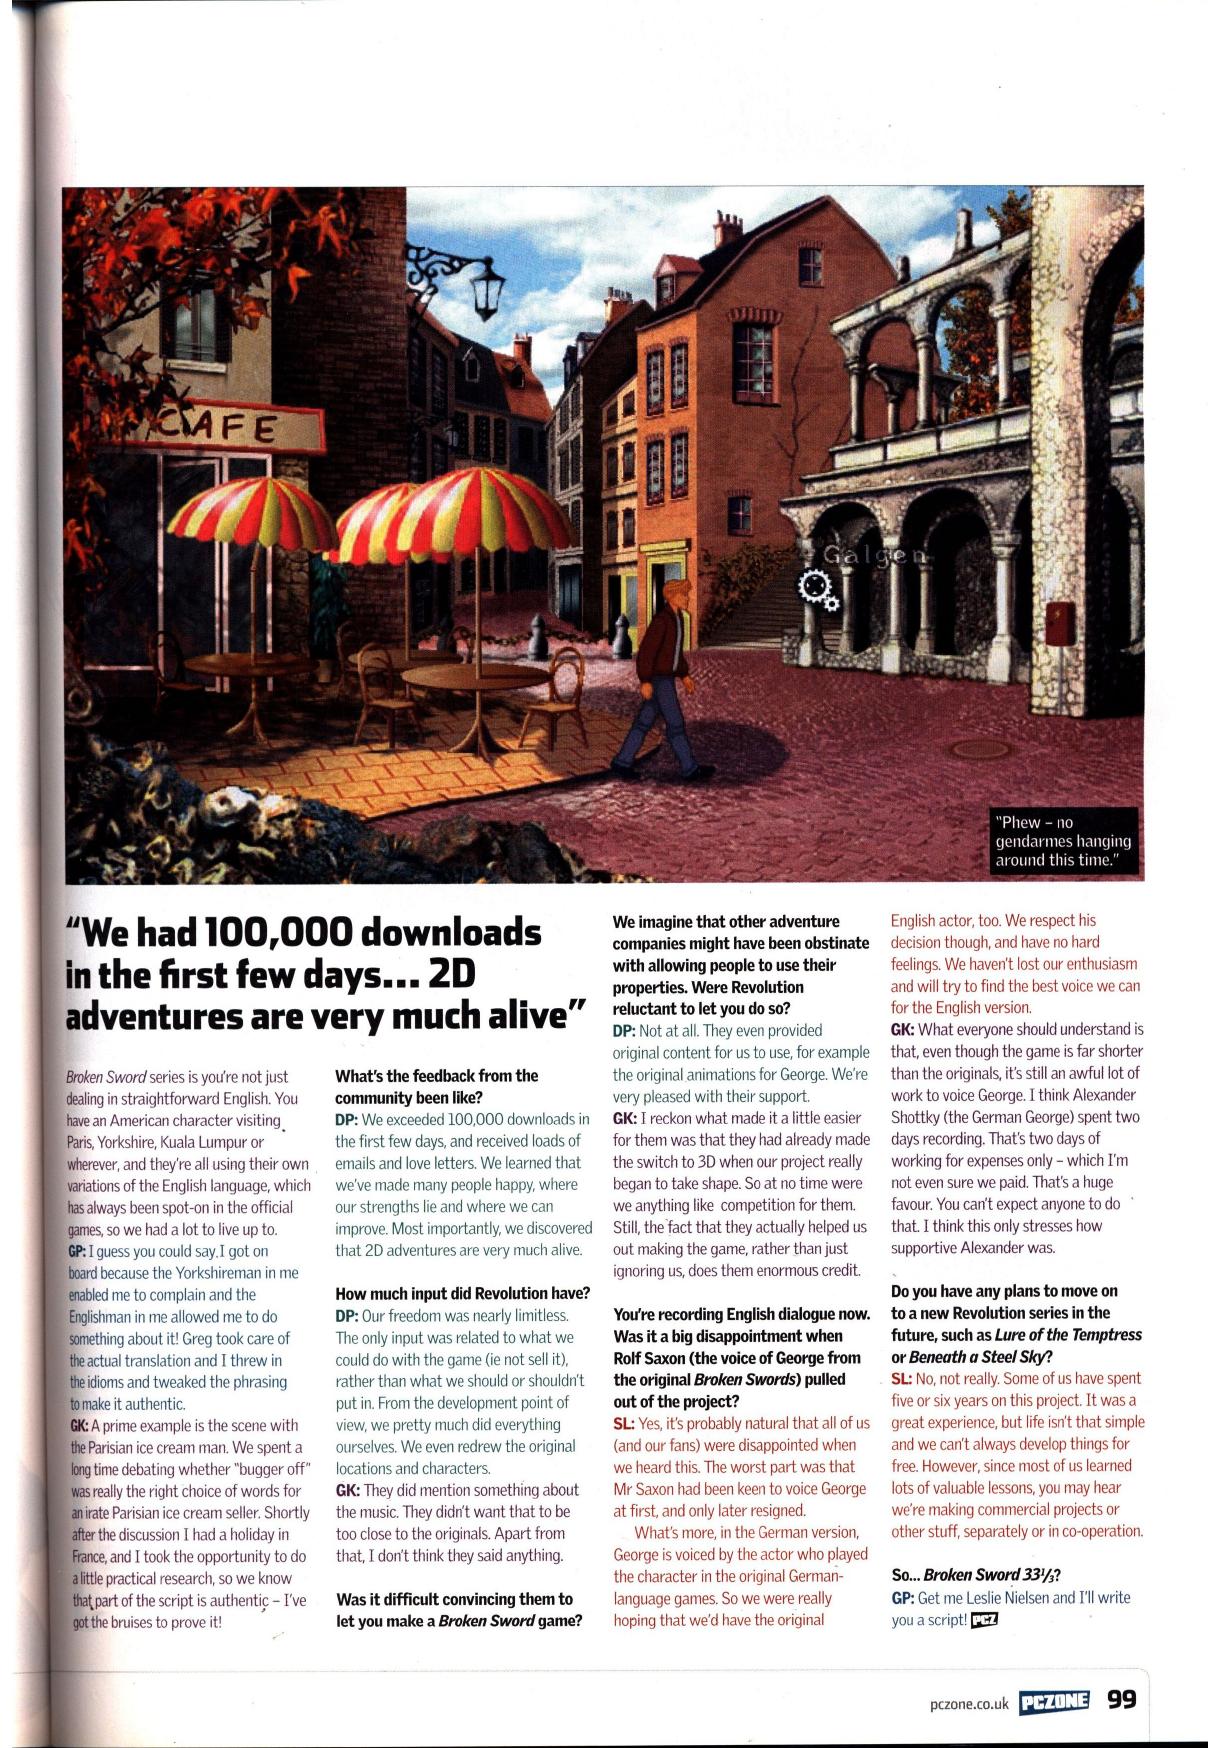 CAFE
Galgen
"Phew – no
gendarmes hanging
around this time."
"We had 100,000 downloads
in the first few days... 2D
adventures are very much alive"
Broken Sword series is you're not just
dealing in straightforward English. You
have an American character visiting
Paris, Yorkshire, Kuala Lumpur or
wherever, and they're all using their own
variations of the English language, which
has always been spot-on in the official
games, so we had a lot to live up to.
GP: I guess you could say I got on
board because the Yorkshireman in me
enabled me to complain and the
Englishman in me allowed me to do
something about it! Greg took care of
the actual translation and I threw in
the idioms and tweaked the phrasing
to make it authentic.
GK: A prime example is the scene with
the Parisian ice cream man. We spent a
long time debating whether "bugger off"
was really the right choice of words for
an irate Parisian ice cream seller. Shortly
after the discussion I had a holiday in
France, and I took the opportunity to do
a little practical research, so we know
that part of the script is authentic – I've
got the bruises to prove it!
What's the feedback from the
community been like?
DP: We exceeded 100,000 downloads in
the first few days, and received loads of
emails and love letters. We learned that
we've made many people happy, where
our strengths lie and where we can
improve. Most importantly, we discovered
that 2D adventures are very much alive.
How much input did Revolution have?
DP: Our freedom was nearly limitless.
The only input was related to what we
could do with the game (ie not sell it),
rather than what we should or shouldn't
put in. From the development point of
view, we pretty much did everything
ourselves. We even redrew the original
locations and characters.
GK: They did mention something about
the music. They didn't want that to be
too close to the originals. Apart from
that, I don't think they said anything.
Was it difficult convincing them to
let you make a Broken Sword game?
We imagine that other adventure
companies might have been obstinate
with allowing people to use their
properties. Were Revolution
reluctant to let you do so?
DP: Not at all. They even provided
original content for us to use, for example
the original animations for George. We're
very pleased with their support.
GK: I reckon what made it a little easier
for them was that they had already made
the switch to 3D when our project really
began to take shape. So at no time were
we anything like competition for them.
Still, the fact that they actually helped us
out making the game, rather than just
ignoring us, does them enormous credit.
You're recording English dialogue now.
Was it a big disappointment when
Rolf Saxon (the voice of George from
the original Broken Swords) pulled
out of the project?
SL: Yes, it's probably natural that all of us
(and our fans) were disappointed when
we heard this. The worst part was that
Mr Saxon had been keen to voice George
at first, and only later resigned.
What's more, in the German version,
George is voiced by the actor who played
the character in the original German-
language games. So we were really
hoping that we'd have the original
English actor, too. We respect his
decision though, and have no hard
feelings. We haven't lost our enthusiasm
and will try to find the best voice we can
for the English version.
GK: What everyone should understand is
that, even though the game is far shorter
than the originals, it's still an awful lot of
work to voice George. I think Alexander
Shottky (the German George) spent two
days recording. That's two days of
working for expenses only – which I'm
not even sure we paid. That's a huge
favour. You can't expect anyone to do
that. I think this only stresses how
supportive Alexander was.
Do you have any plans to move on
to a new Revolution series in the
future, such as Lure of the Temptress
or Beneath a Steel Sky?
SL: No, not really. Some of us have spent
five or six years on this project. It was a
great experience, but life isn't that simple
and we can't always develop things for
free. However, since most of us learned
lots of valuable lessons, you may hear
we're making commercial projects or
other stuff, separately or in co-operation.
So... Broken Sword 33⅓?
GP: Get me Leslie Nielsen and I'll write
you a script! PCZ
pczone.co.uk PCZONE 99